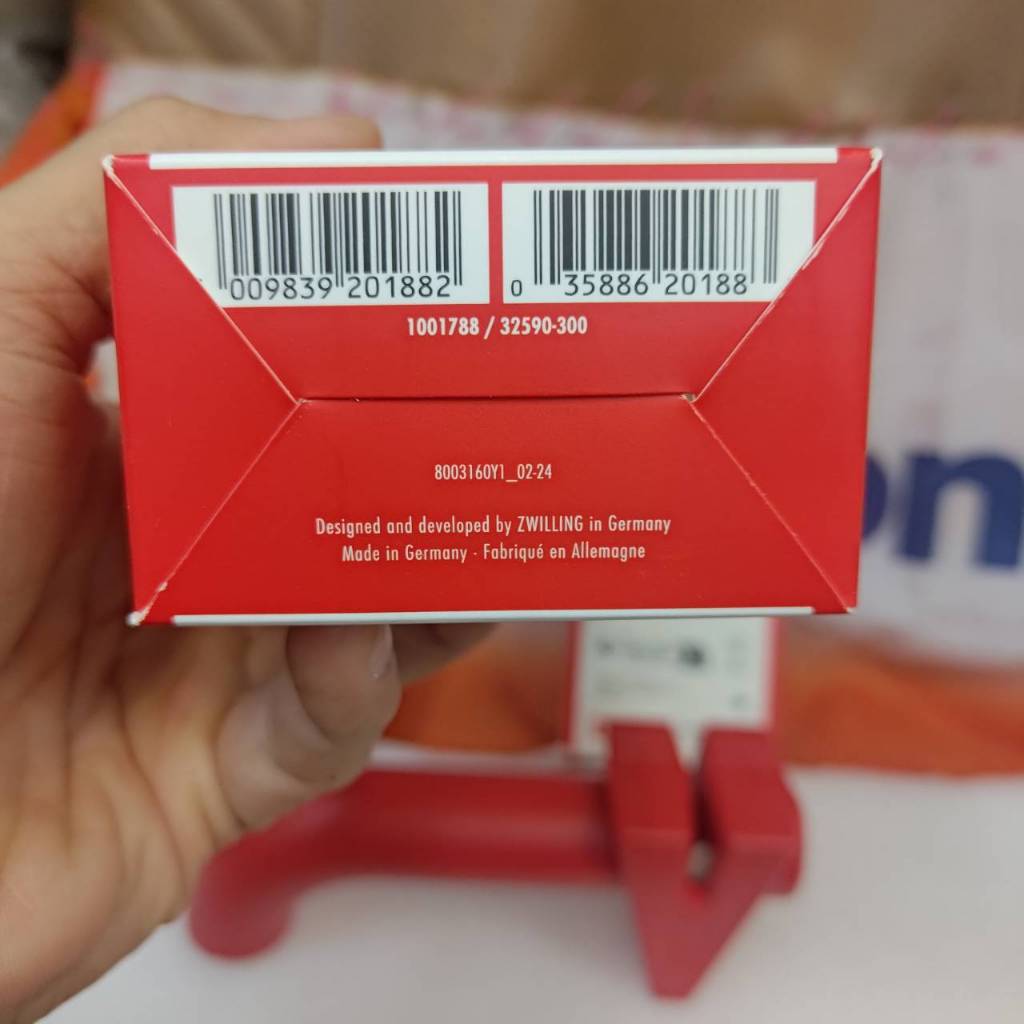 009839 201882
0 35886 20188
1001788 / 32590-300
8003160Y1_02-24
Designed and developed by ZWILLING in Germany
Made in Germany · Fabriqué en Allemagne
on